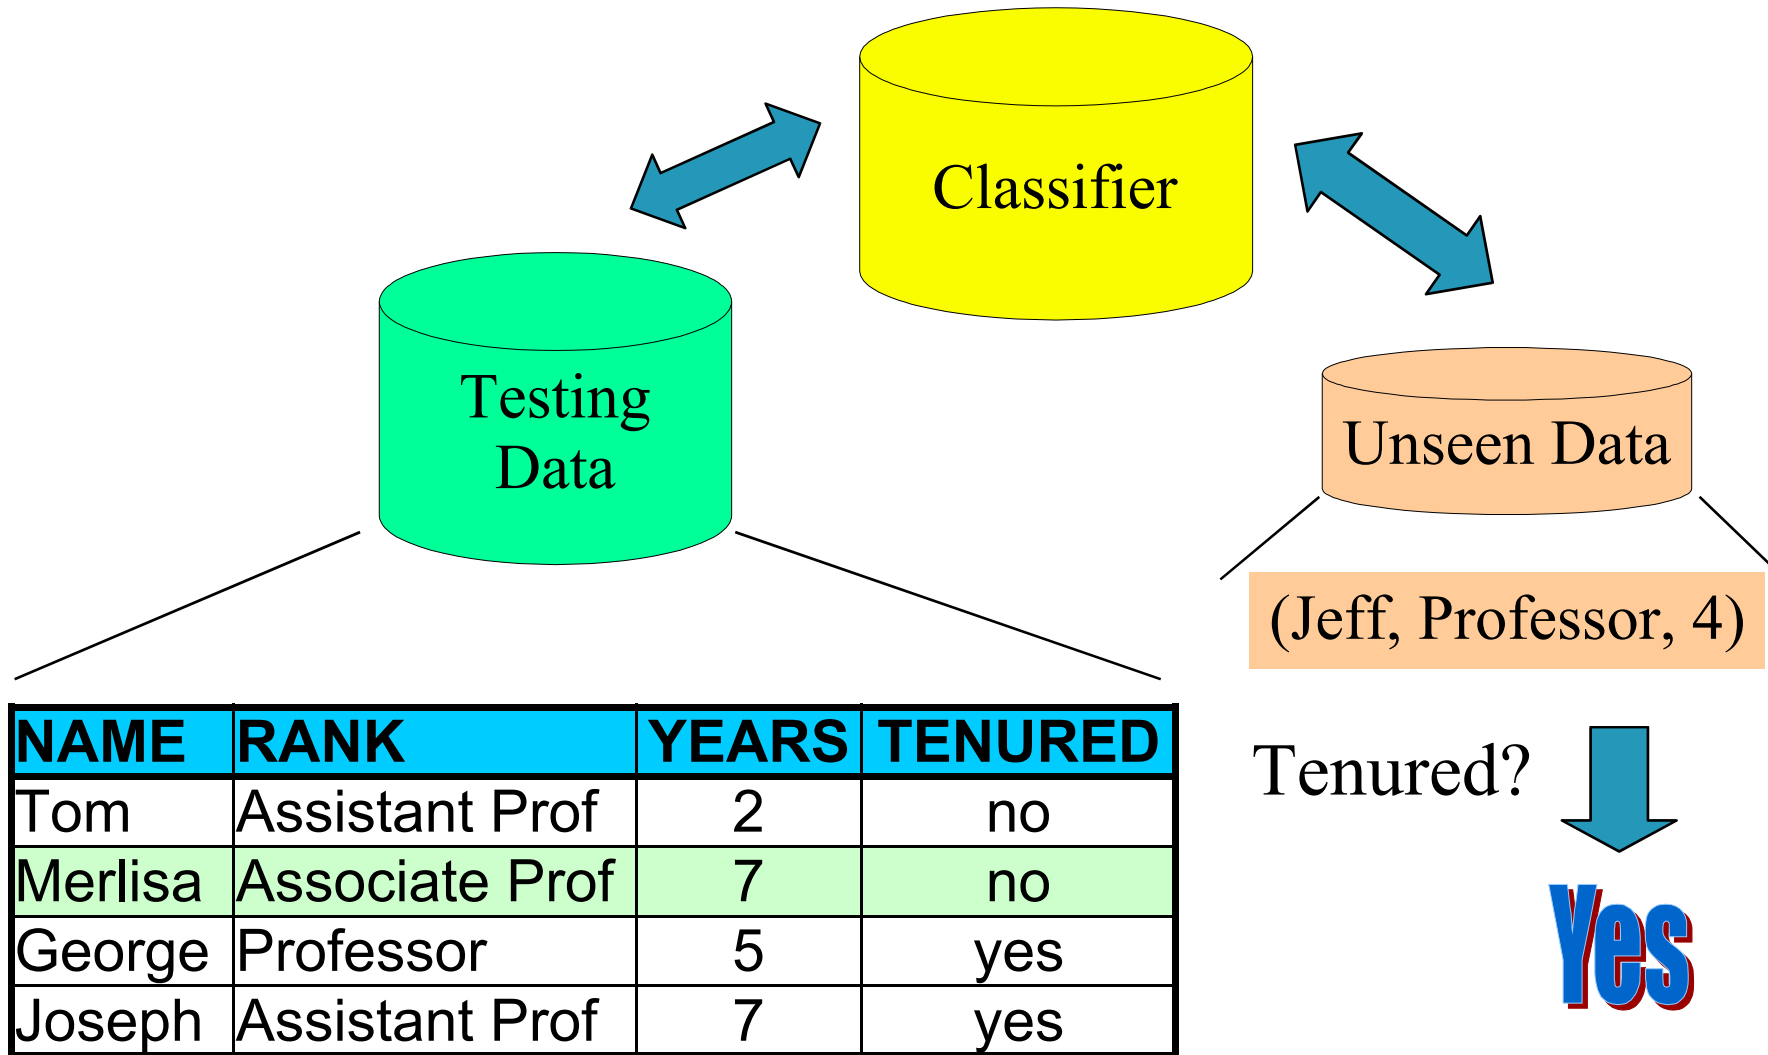 Classifier
Testing
Data
Unseen Data
(Jeff, Professor, 4)
NAME RANK YEARS TENURED
Tom Assistant Prof 2 no
Merlisa Associate Prof 7 no
George Professor 5 yes
Joseph Assistant Prof 7 yes
Tenured?
Yes